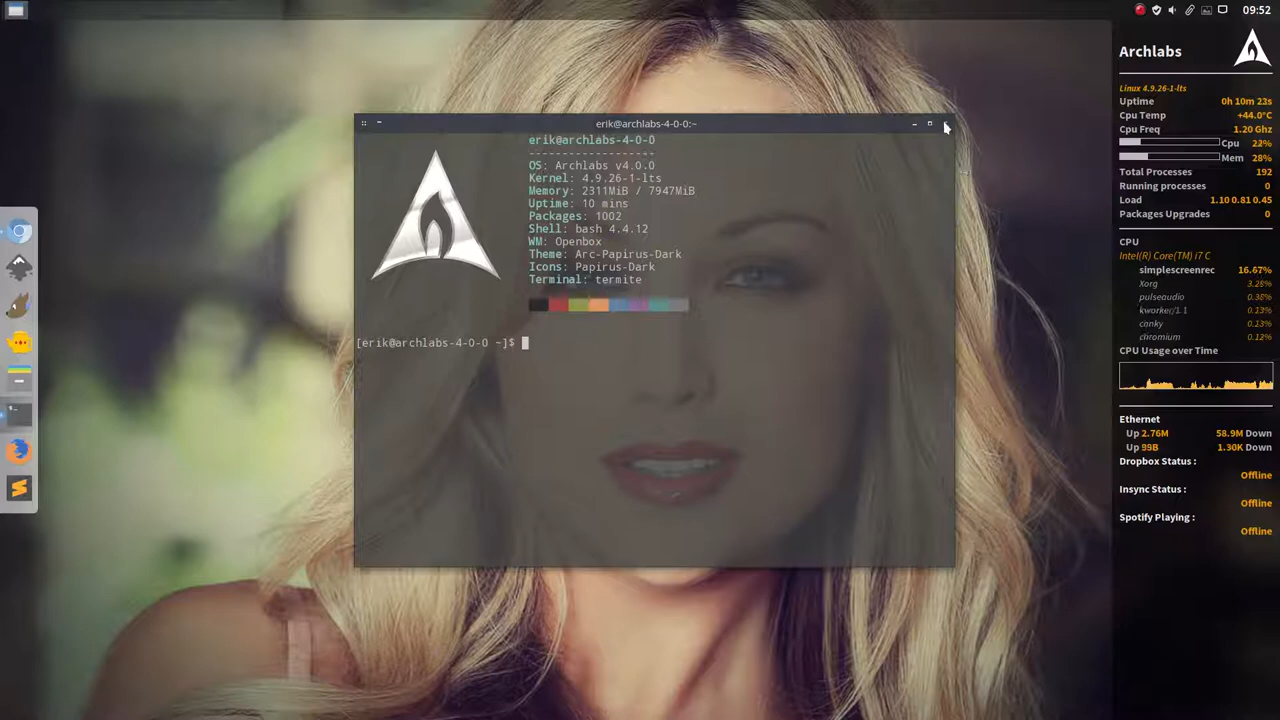 09:52
erik@archlabs-4-0-0:~
erik@archlabs-4-0-0
-------------------
OS: Archlabs v4.0.0
Kernel: 4.9.26-1-lts
Memory: 2311MiB / 7947MiB
Uptime: 10 mins
Packages: 1002
Shell: bash 4.4.12
WM: Openbox
Theme: Arc-Papirus-Dark
Icons: Papirus-Dark
Terminal: termite
[erik@archlabs-4-0-0 ~]$
Archlabs
Linux 4.9.26-1-lts
Uptime 0h 10m 23s
Cpu Temp +44.0°C
Cpu Freq 1.20 Ghz
Cpu 22%
Mem 28%
Total Processes 192
Running processes 0
Load 1.10 0.81 0.45
Packages Upgrades 0
CPU
Intel(R) Core(TM) i7 C
simplescreenrec 16.67%
Xorg 3.28%
pulseaudio 0.38%
kworker/1:1 0.13%
conky 0.13%
chromium 0.12%
CPU Usage over Time
Ethernet
Up 2.76M 58.9M Down
Up 99B 1.30K Down
Dropbox Status :
Offline
Insync Status :
Offline
Spotify Playing :
Offline